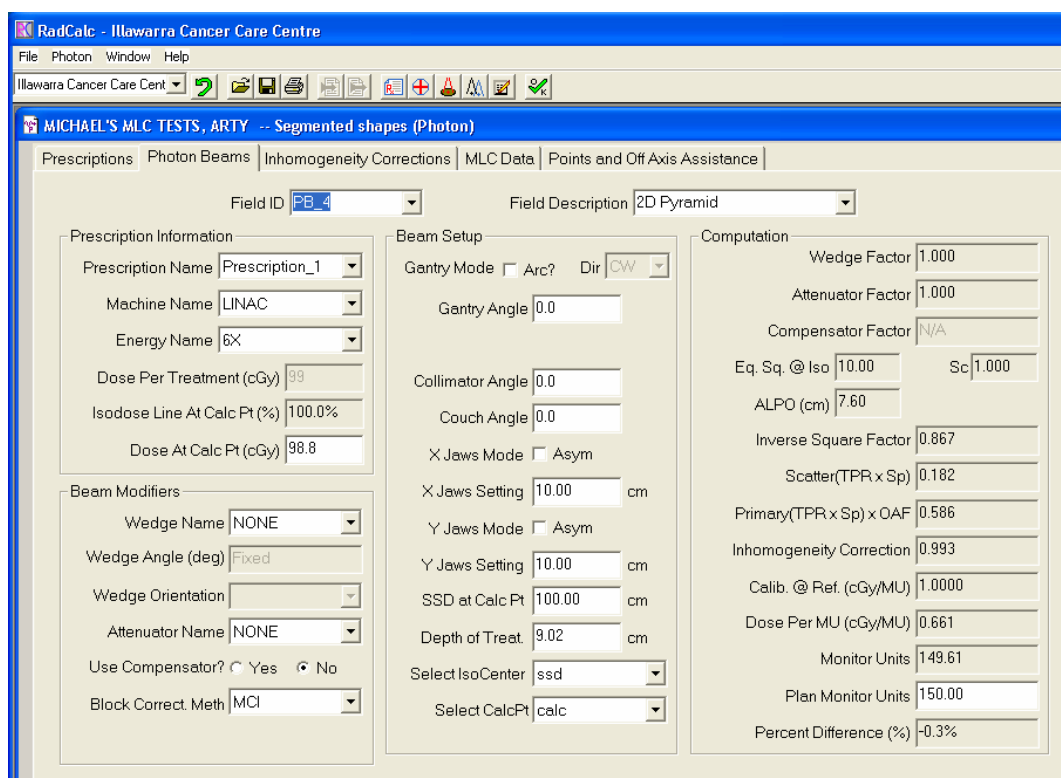 RadCalc - Illawarra Cancer Care Centre
File Photon Window Help
Illawarra Cancer Care Cent
MICHAEL'S MLC TESTS, ARTY -- Segmented shapes (Photon)
Prescriptions Photon Beams Inhomogeneity Corrections MLC Data Points and Off Axis Assistance
Field ID PB_4 Field Description 2D Pyramid
Prescription Information
Prescription Name Prescription_1
Machine Name LINAC
Energy Name 6X
Dose Per Treatment (cGy) 99
Isodose Line At Calc Pt (%) 100.0%
Dose At Calc Pt (cGy) 98.8
Beam Modifiers
Wedge Name NONE
Wedge Angle (deg) Fixed
Wedge Orientation
Attenuator Name NONE
Use Compensator? Yes No
Block Correct. Meth MCI
Beam Setup
Gantry Mode Arc? Dir CW
Gantry Angle 0.0
Collimator Angle 0.0
Couch Angle 0.0
X Jaws Mode Asym
X Jaws Setting 10.00 cm
Y Jaws Mode Asym
Y Jaws Setting 10.00 cm
SSD at Calc Pt 100.00 cm
Depth of Treat. 9.02 cm
Select IsoCenter ssd
Select CalcPt calc
Computation
Wedge Factor 1.000
Attenuator Factor 1.000
Compensator Factor N/A
Eq. Sq. @ Iso 10.00 Sc 1.000
ALPO (cm) 7.60
Inverse Square Factor 0.867
Scatter(TPR x Sp) 0.182
Primary(TPR x Sp) x OAF 0.586
Inhomogeneity Correction 0.993
Calib. @ Ref. (cGy/MU) 1.0000
Dose Per MU (cGy/MU) 0.661
Monitor Units 149.61
Plan Monitor Units 150.00
Percent Difference (%) -0.3%